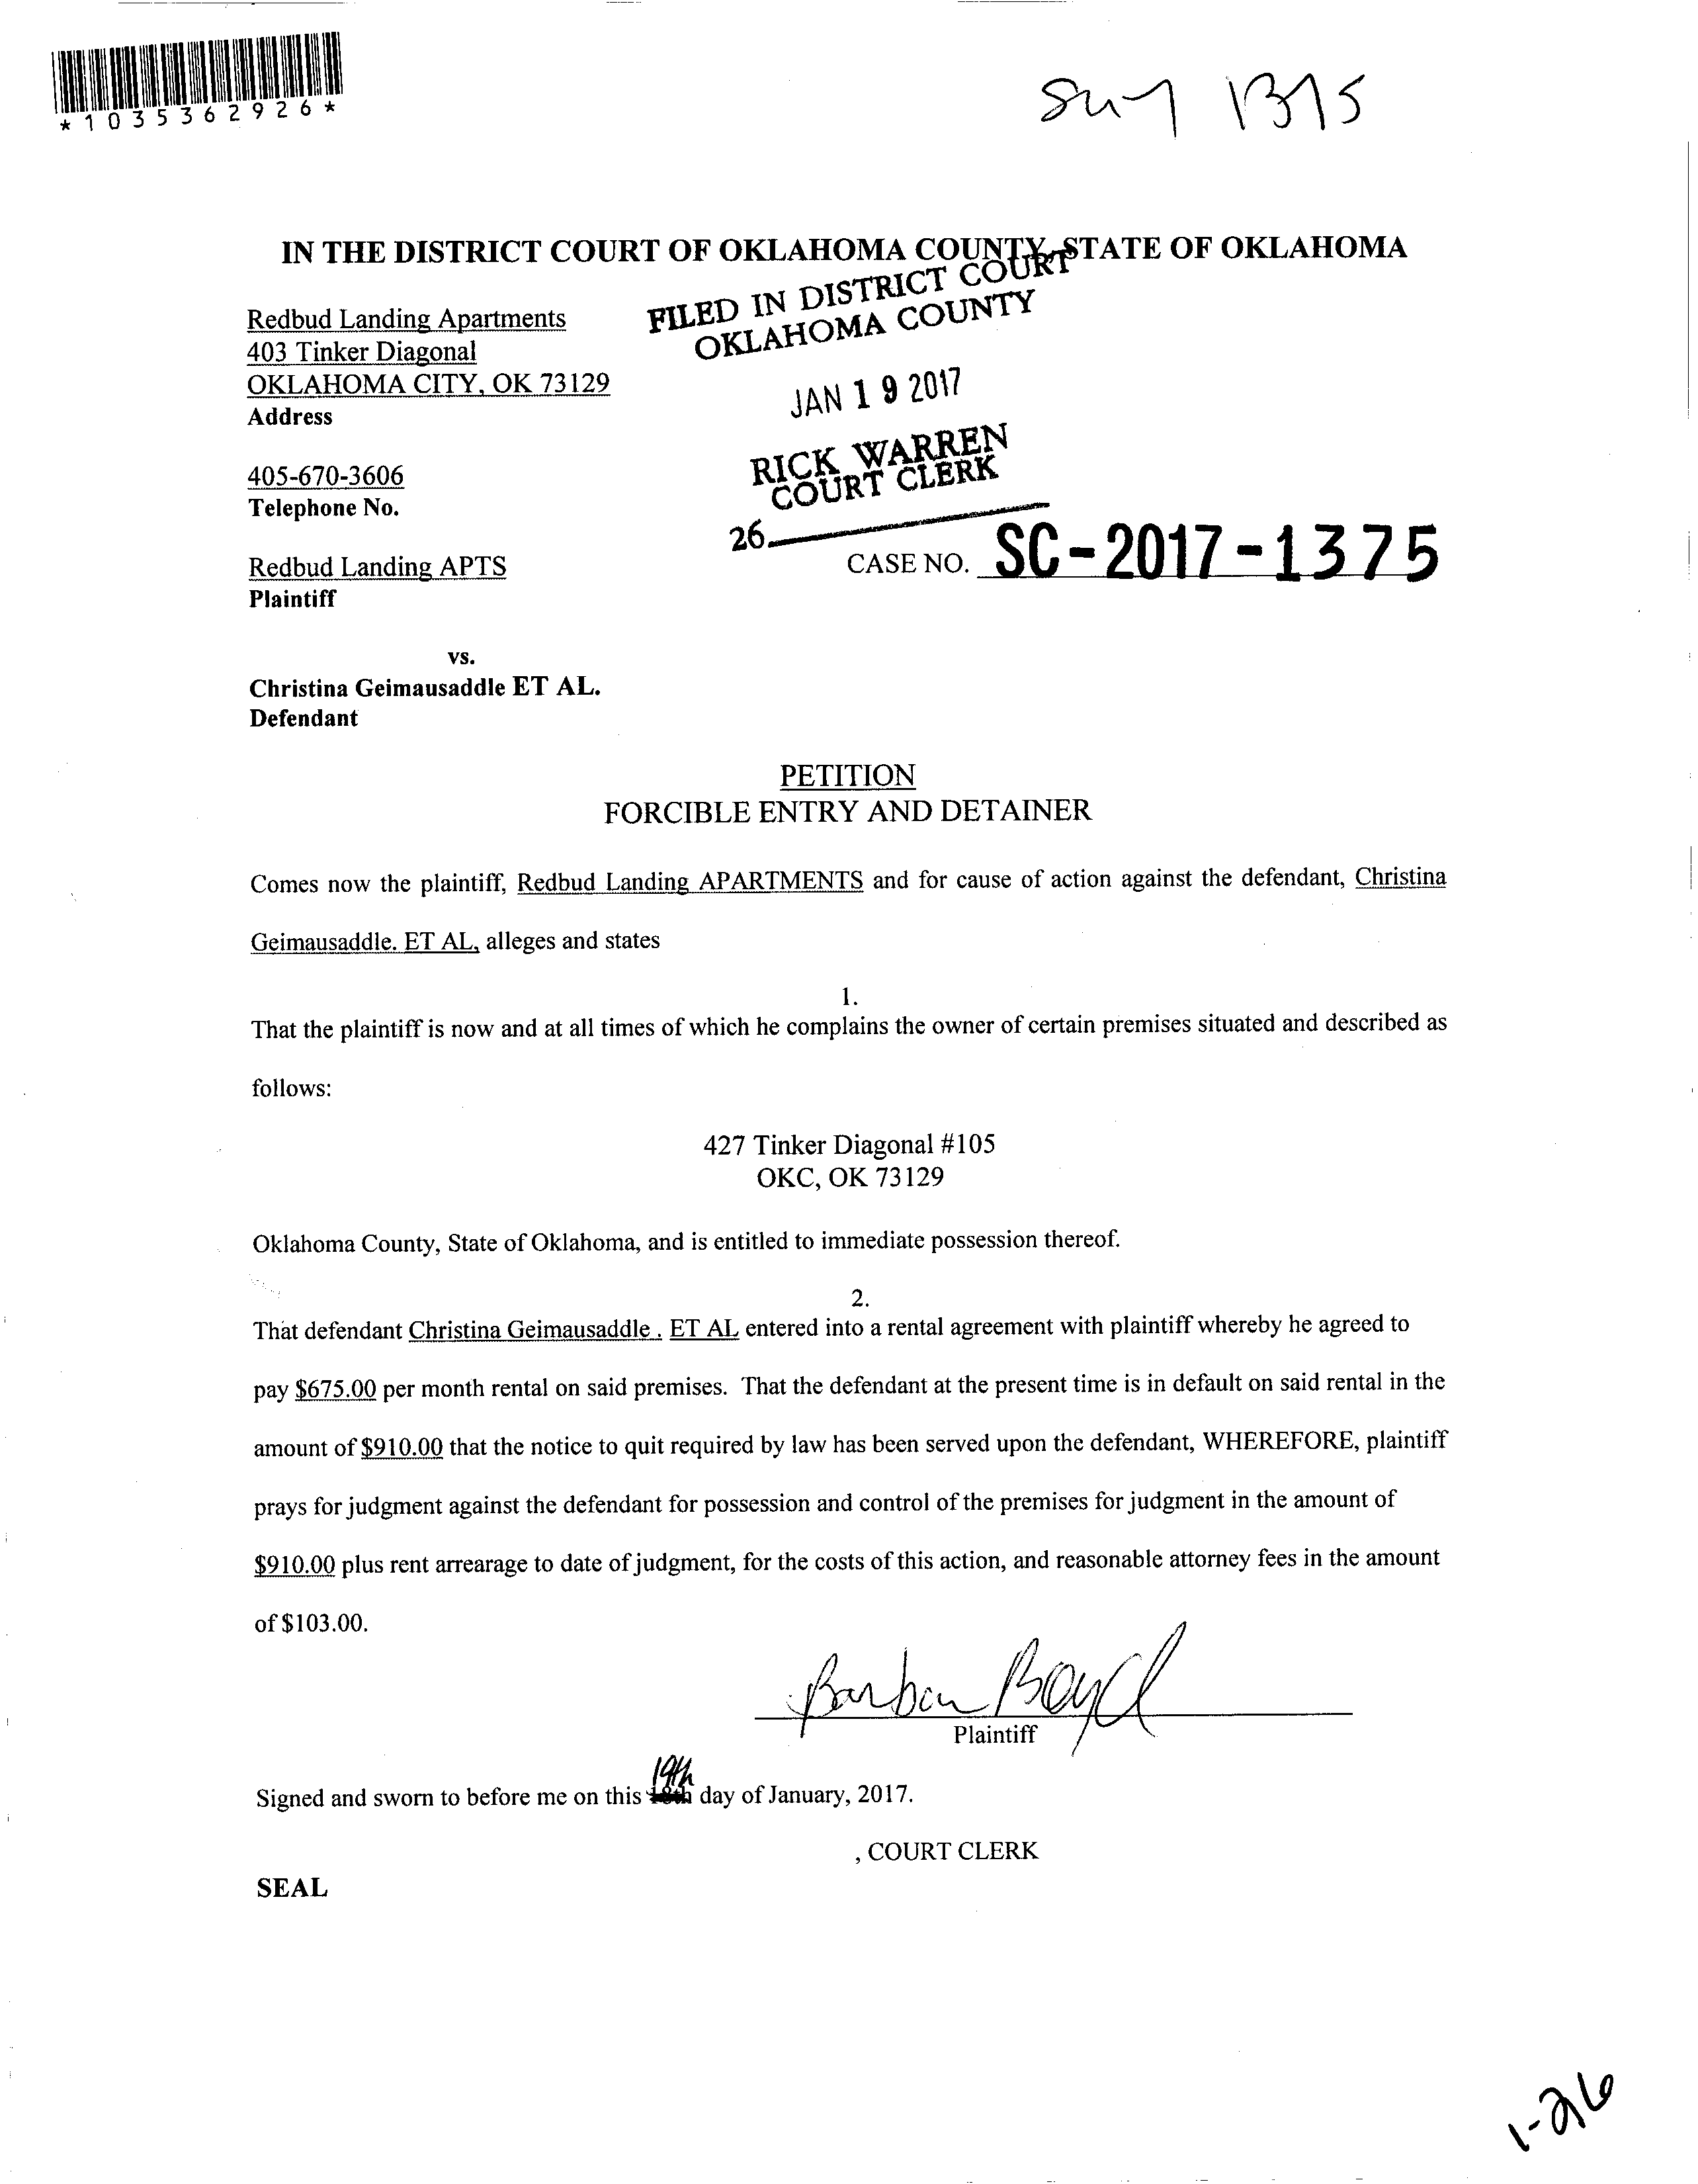 *1035362926*
1375
IN THE DISTRICT COURT OF OKLAHOMA COUNTY, STATE OF OKLAHOMA
FILED IN DISTRICT COURT
OKLAHOMA COUNTY
JAN 19 2017
RICK WARREN
COURT CLERK
26
Redbud Landing Apartments
403 Tinker Diagonal
OKLAHOMA CITY, OK 73129
Address
405-670-3606
Telephone No.
CASE NO. SC-2017-1375
Redbud Landing APTS
Plaintiff
vs.
Christina Geimausaddle ET AL.
Defendant
PETITION
FORCIBLE ENTRY AND DETAINER
Comes now the plaintiff, Redbud Landing APARTMENTS and for cause of action against the defendant, Christina
Geimausaddle. ET AL, alleges and states
1.
That the plaintiff is now and at all times of which he complains the owner of certain premises situated and described as
follows:
427 Tinker Diagonal #105
OKC, OK 73129
Oklahoma County, State of Oklahoma, and is entitled to immediate possession thereof.
2.
That defendant Christina Geimausaddle . ET AL entered into a rental agreement with plaintiff whereby he agreed to
pay $675.00 per month rental on said premises. That the defendant at the present time is in default on said rental in the
amount of $910.00 that the notice to quit required by law has been served upon the defendant, WHEREFORE, plaintiff
prays for judgment against the defendant for possession and control of the premises for judgment in the amount of
$910.00 plus rent arrearage to date of judgment, for the costs of this action, and reasonable attorney fees in the amount
of $103.00.
Barbara Boyd
Plaintiff
19th
Signed and sworn to before me on this 18th day of January, 2017.
, COURT CLERK
SEAL
1-26